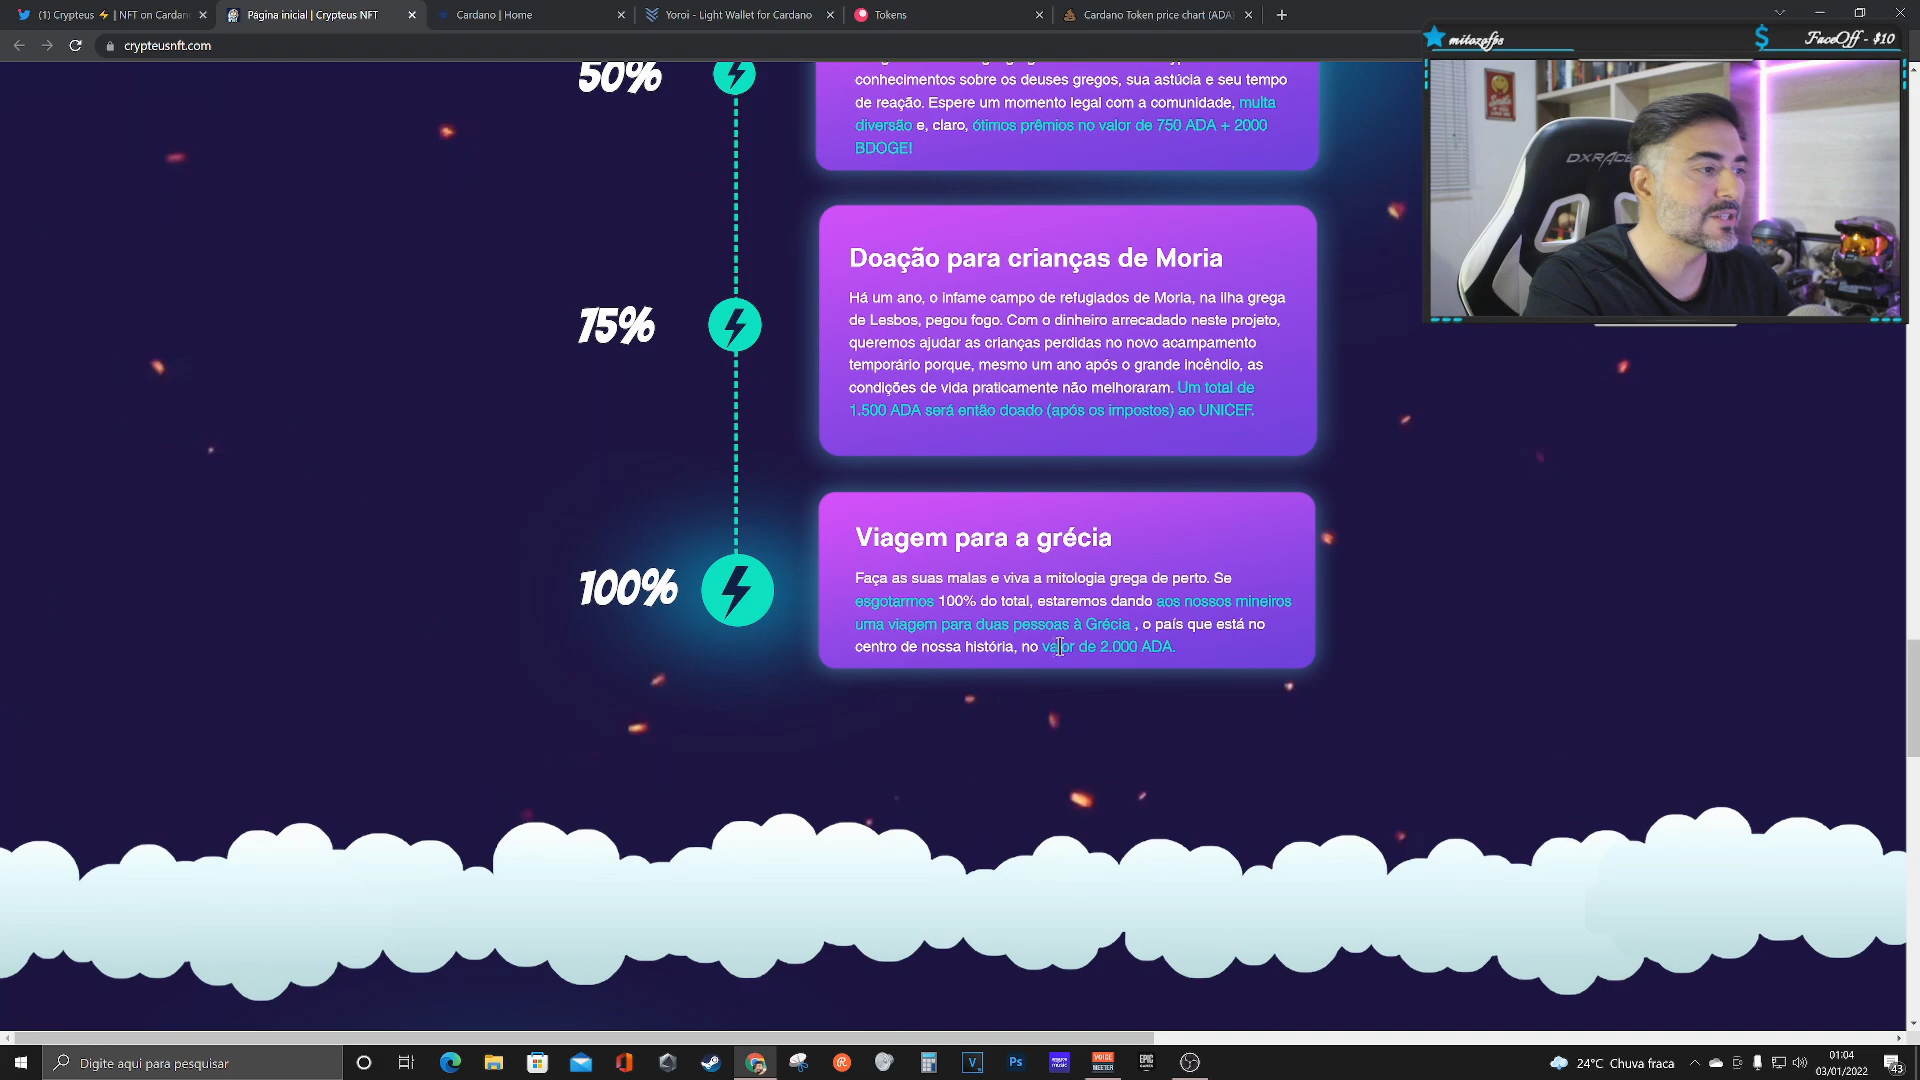 (1) Crypteus ⚡ | NFT on Cardan
Página inicial | Crypteus NFT
Cardano | Home
Yoroi - Light Wallet for Cardano
Tokens
Cardano Token price chart (ADA)
crypteusnft.com
mitozofps
FaceOff - $10
50%
conhecimentos sobre os deuses gregos, sua astúcia e seu tempo
de reação. Espere um momento legal com a comunidade, multa
diversão e, claro, ótimos prêmios no valor de 750 ADA + 2000
BDOGE!
75%
Doação para crianças de Moria
Há um ano, o infame campo de refugiados de Moria, na ilha grega
de Lesbos, pegou fogo. Com o dinheiro arrecadado neste projeto,
queremos ajudar as crianças perdidas no novo acampamento
temporário porque, mesmo um ano após o grande incêndio, as
condições de vida praticamente não melhoraram. Um total de
1.500 ADA será então doado (após os impostos) ao UNICEF.
100%
Viagem para a grécia
Faça as suas malas e viva a mitologia grega de perto. Se
esgotarmos 100% do total, estaremos dando aos nossos mineiros
uma viagem para duas pessoas à Grécia , o país que está no
centro de nossa história, no valor de 2.000 ADA.
DXRACE
Digite aqui para pesquisar
Ps
VOICE
MEETER
EPIC
GAMES
24°C Chuva fraca
01:04
03/01/2022
43